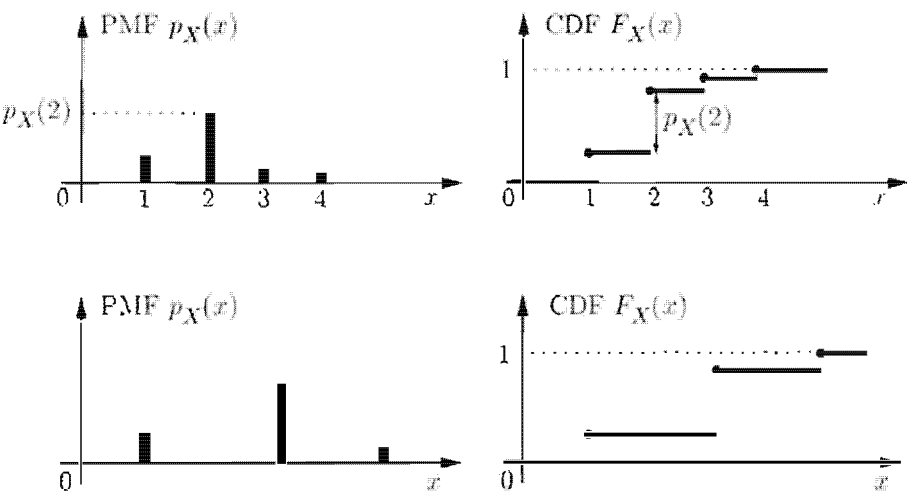 PMF p_X(x)
CDF F_X(x)
1
p_X(2)
p_X(2)
0 1 2 3 4 x
0 1 2 3 4 x
PMF p_X(x)
CDF F_X(x)
1
0 x
0 x